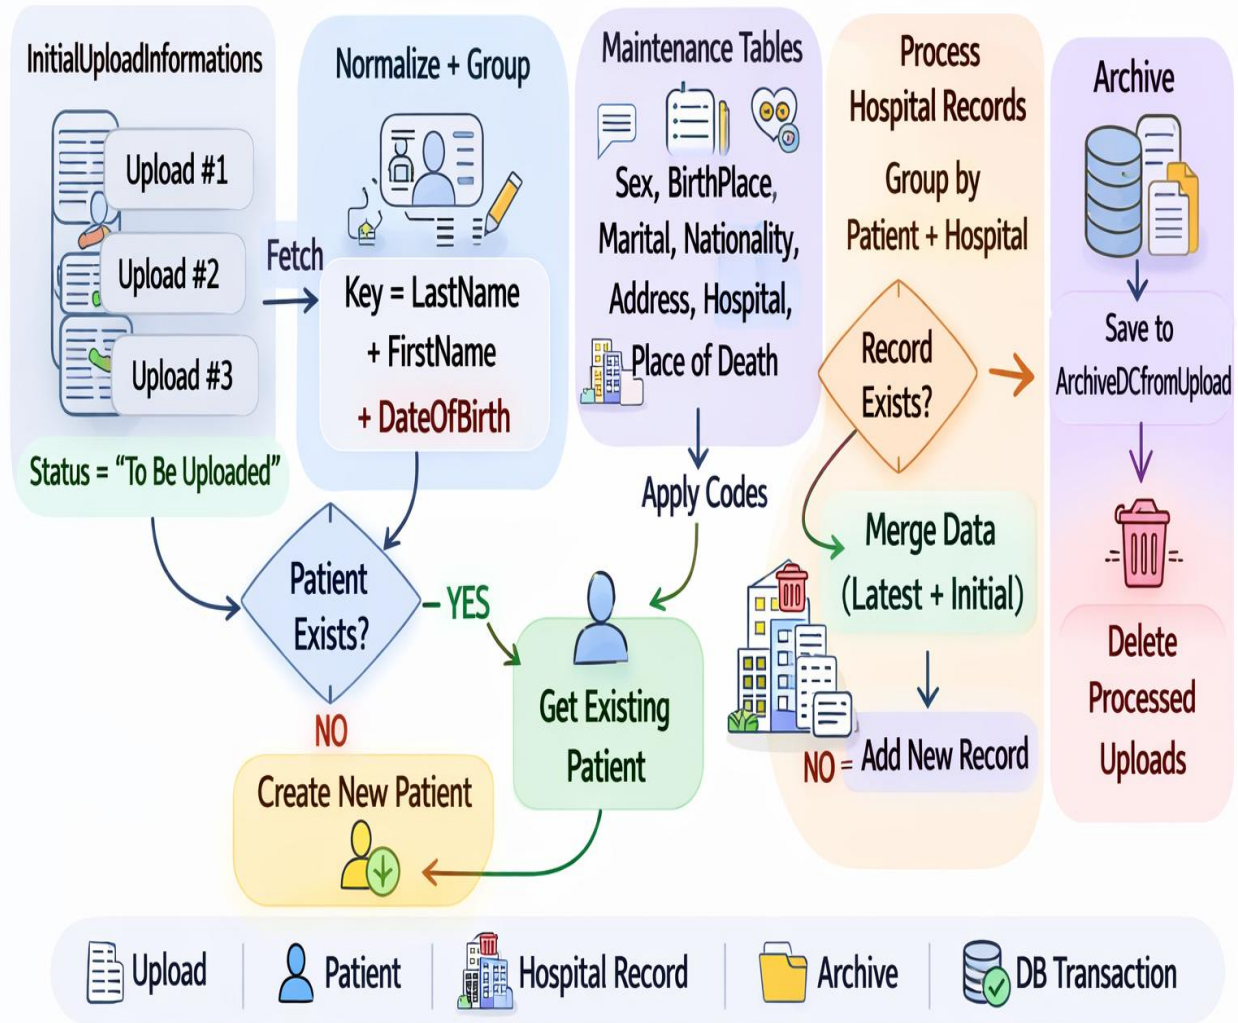 InitialUploadInformations
Upload #1
Upload #2
Upload #3
Status = “To Be Uploaded”
Fetch
Normalize + Group
Key = LastName
+ FirstName
+ DateOfBirth
Patient
Exists?
YES
NO
Create New Patient
Get Existing
Patient
Maintenance Tables
Sex, BirthPlace,
Marital, Nationality,
Address, Hospital,
Place of Death
Apply Codes
Process
Hospital Records
Group by
Patient + Hospital
Record
Exists?
Merge Data
(Latest + Initial)
NO = Add New Record
Archive
Save to
ArchiveDCfromUpload
Delete
Processed
Uploads
Upload
Patient
Hospital Record
Archive
DB Transaction